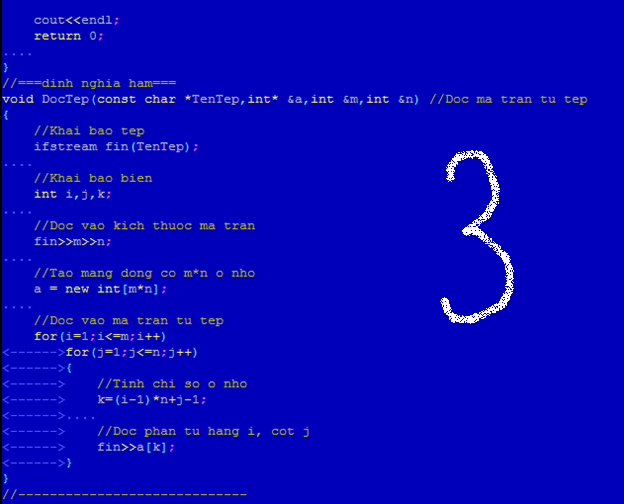 cout<<endl;
return 0;
....
}
//===dinh nghia ham===
void DocTep(const char *TenTep,int* &a,int &m,int &n) //Doc ma tran tu tep
{
//Khai bao tep
ifstream fin(TenTep);
....
//Khai bao bien
int i,j,k;
....
//Doc vao kich thuoc ma tran
fin>>m>>n;
....
//Tao mang dong co m*n o nho
a = new int[m*n];
....
//Doc vao ma tran tu tep
for(i=1;i<=m;i++)
<------>for(j=1;j<=n;j++)
<------>{
<------> //Tinh chi so o nho
<------> k=(i-1)*n+j-1;
<------>....
<------> //Doc phan tu hang i, cot j
<------> fin>>a[k];
<------>}
}
//-----------------------------
3